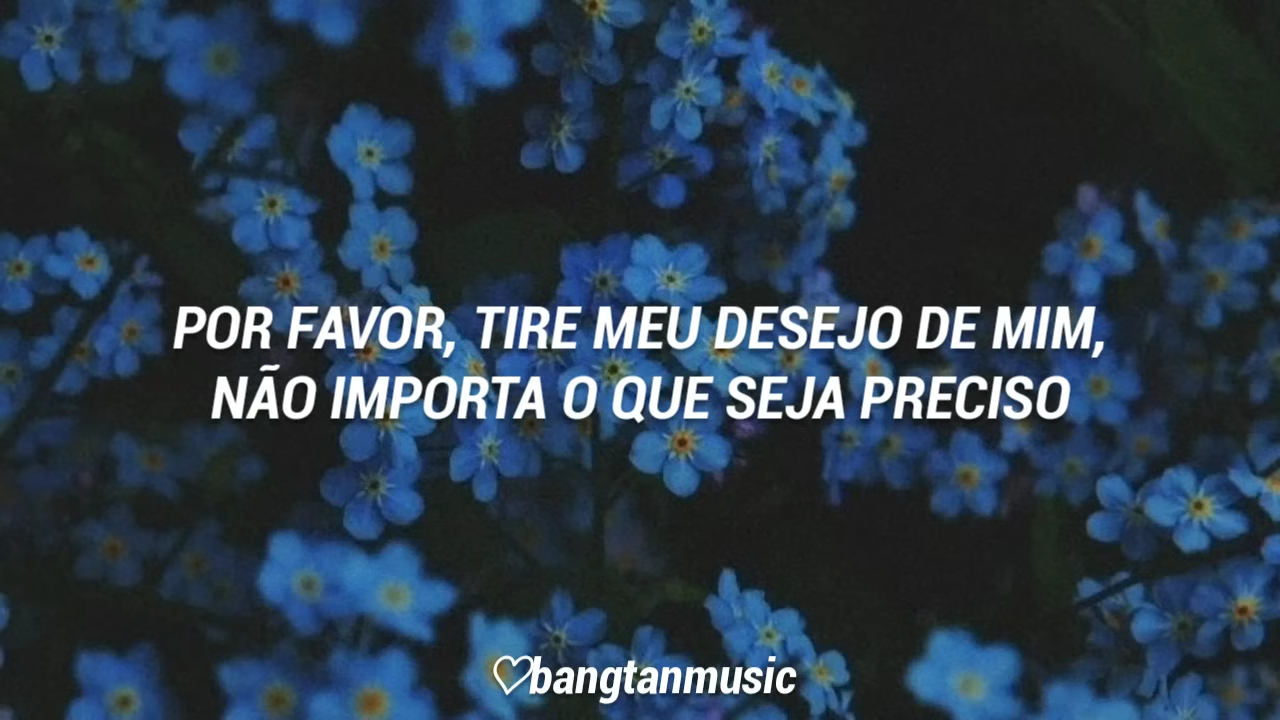 POR FAVOR, TIRE MEU DESEJO DE MIM,
NÃO IMPORTA O QUE SEJA PRECISO
♡bangtanmusic